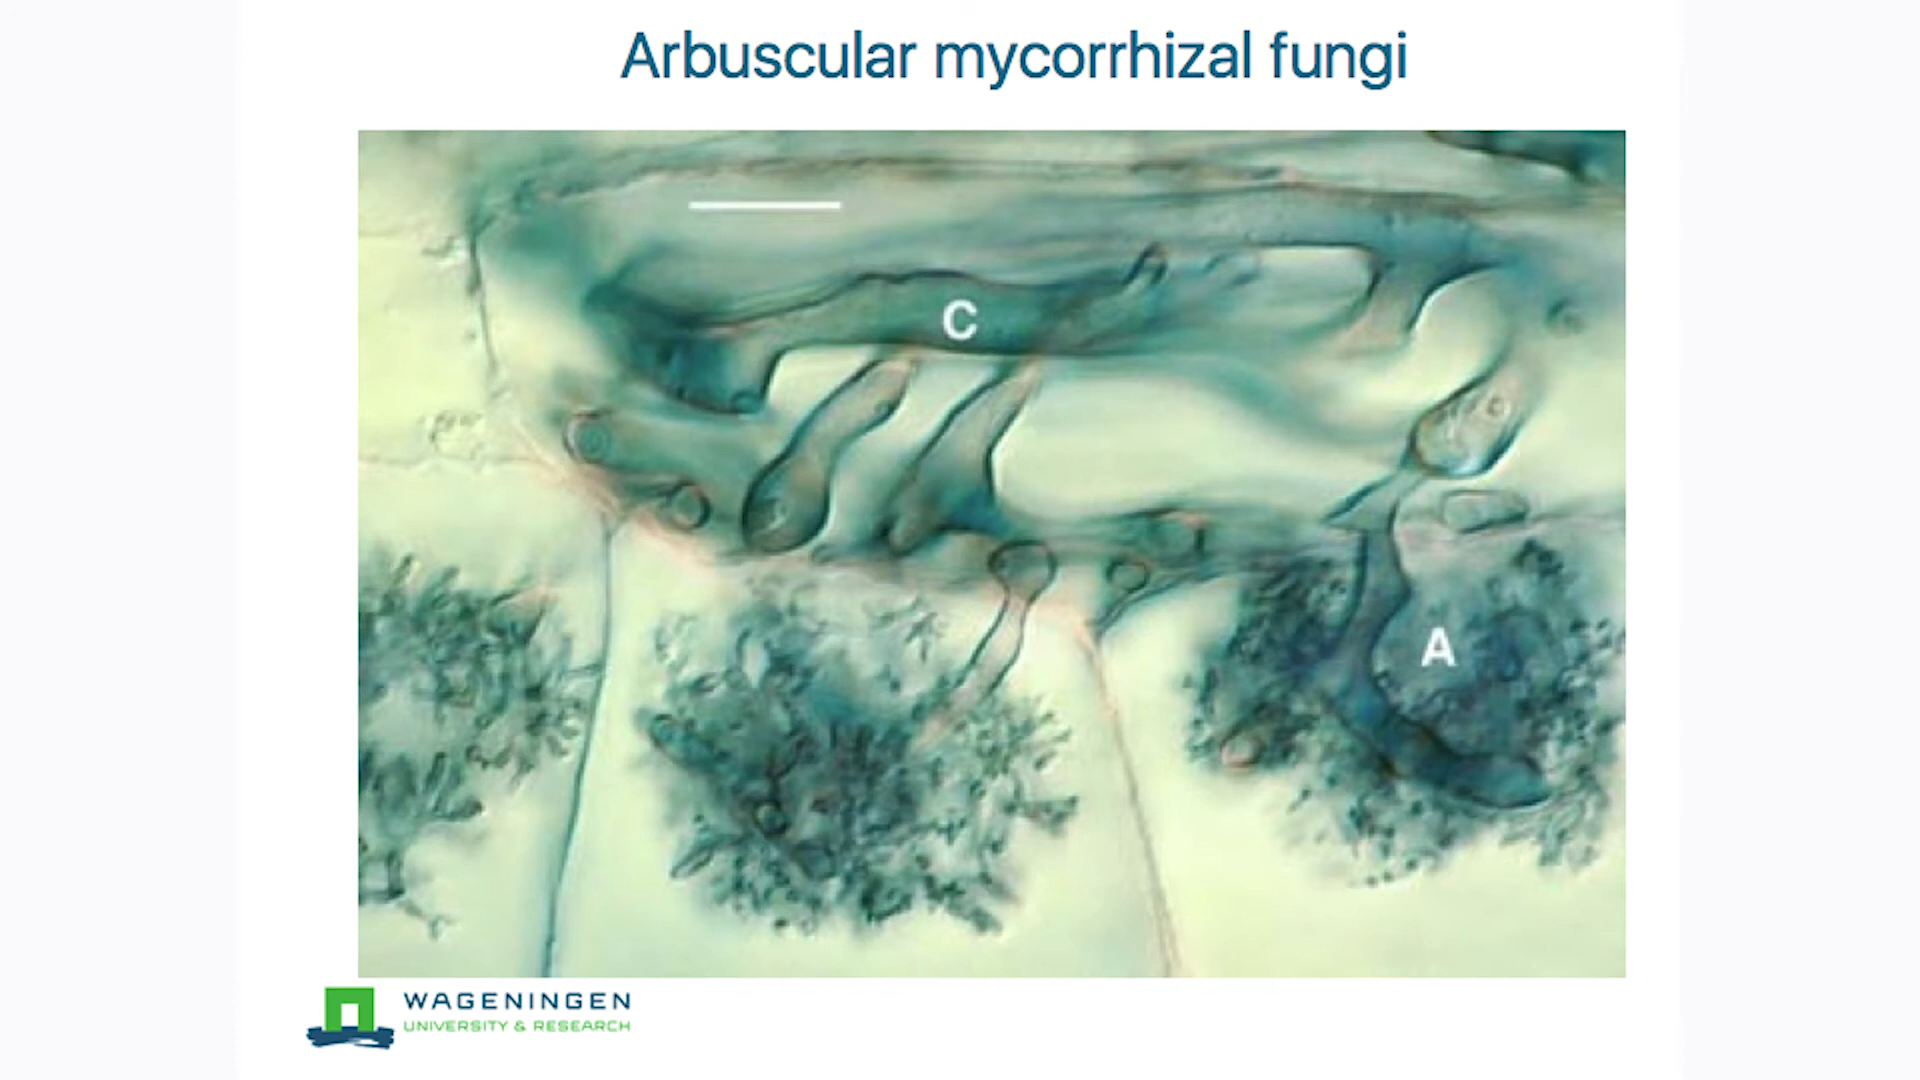 Arbuscular mycorrhizal fungi
C
A
WAGENINGEN
UNIVERSITY & RESEARCH